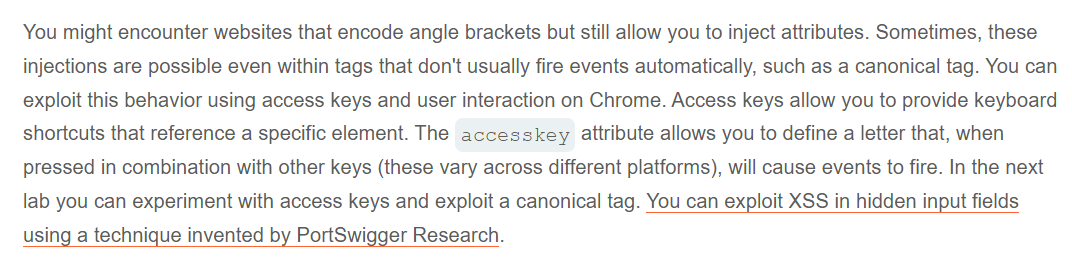 You might encounter websites that encode angle brackets but still allow you to inject attributes. Sometimes, these
injections are possible even within tags that don't usually fire events automatically, such as a canonical tag. You can
exploit this behavior using access keys and user interaction on Chrome. Access keys allow you to provide keyboard
shortcuts that reference a specific element. The accesskey attribute allows you to define a letter that, when
pressed in combination with other keys (these vary across different platforms), will cause events to fire. In the next
lab you can experiment with access keys and exploit a canonical tag. You can exploit XSS in hidden input fields
using a technique invented by PortSwigger Research.